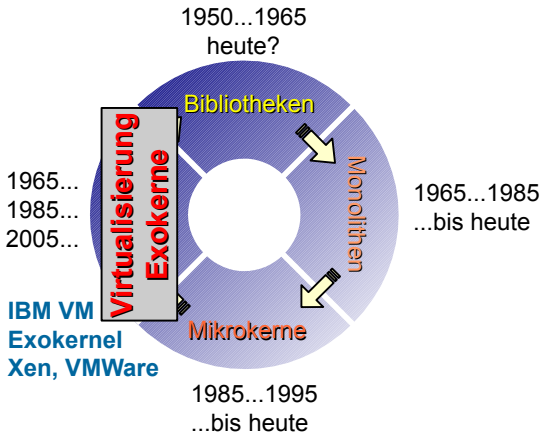 1950...1965
heute?
Bibliotheken
Monolithen
1965...1985
...bis heute
Mikrokerne
1985...1995
...bis heute
Virtualisierung
Exokerne
1965...
1985...
2005...
IBM VM
Exokernel
Xen, VMWare